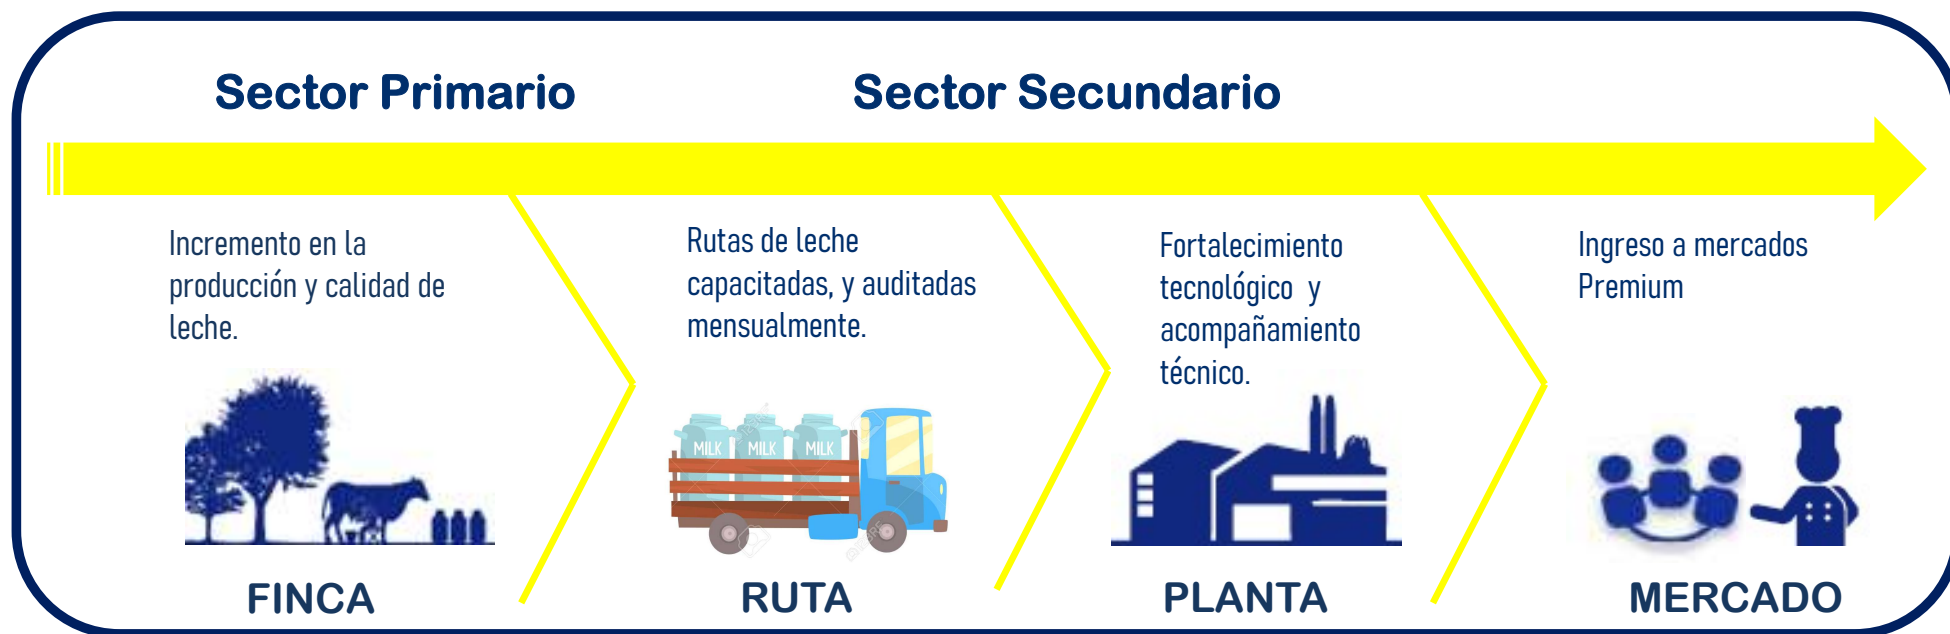 Sector Primario
Sector Secundario
Incremento en la
producción y calidad de
leche.
Rutas de leche
capacitadas, y auditadas
mensualmente.
Fortalecimiento
tecnológico y
acompañamiento
técnico.
Ingreso a mercados
Premium
MILK
MILK
MILK
FINCA
RUTA
PLANTA
MERCADO